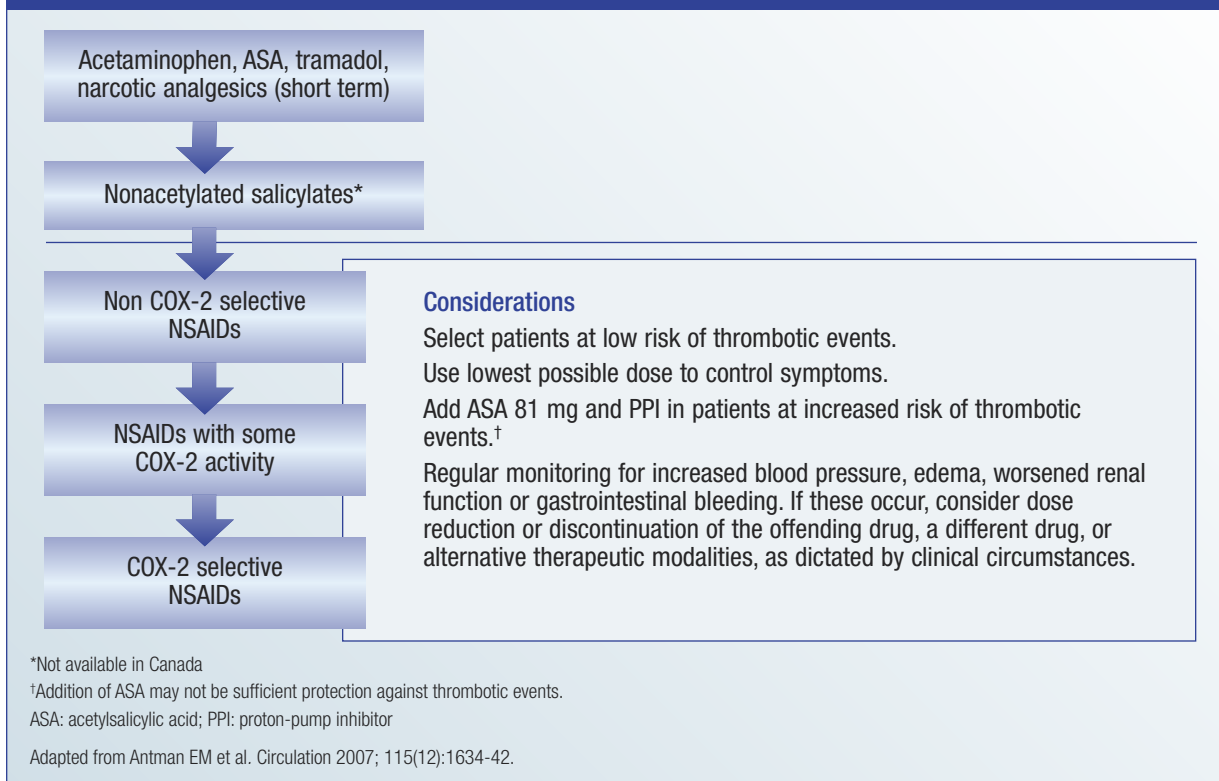 Acetaminophen, ASA, tramadol,
narcotic analgesics (short term)
Nonacetylated salicylates*
Non COX-2 selective
NSAIDs
NSAIDs with some
COX-2 activity
COX-2 selective
NSAIDs
Considerations
Select patients at low risk of thrombotic events.
Use lowest possible dose to control symptoms.
Add ASA 81 mg and PPI in patients at increased risk of thrombotic
events.†
Regular monitoring for increased blood pressure, edema, worsened renal
function or gastrointestinal bleeding. If these occur, consider dose
reduction or discontinuation of the offending drug, a different drug, or
alternative therapeutic modalities, as dictated by clinical circumstances.
*Not available in Canada
†Addition of ASA may not be sufficient protection against thrombotic events.
ASA: acetylsalicylic acid; PPI: proton-pump inhibitor
Adapted from Antman EM et al. Circulation 2007; 115(12):1634-42.